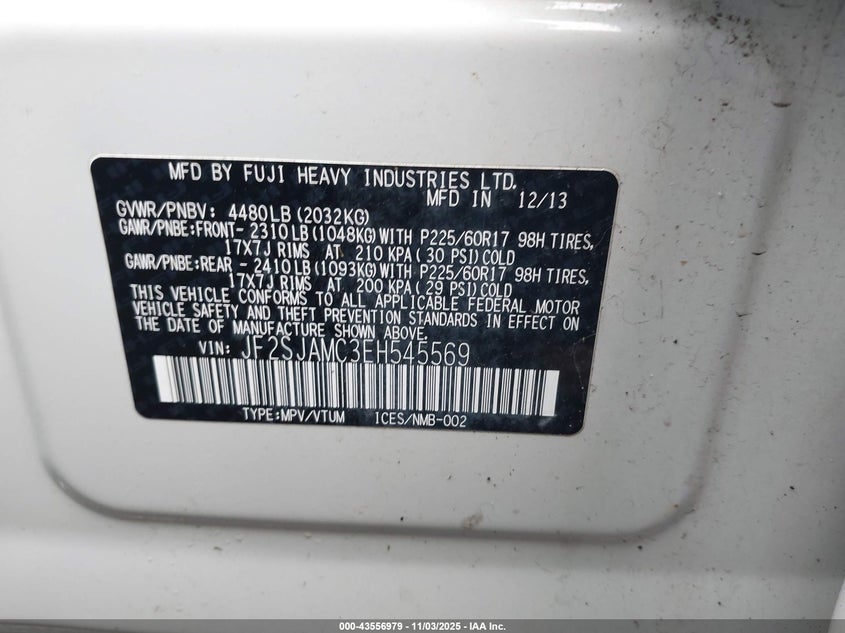 MFD BY FUJI HEAVY INDUSTRIES LTD.
MFD IN 12/13
GVWR/PNBV: 4480LB (2032KG)
GAWR/PNBE:FRONT- 2310LB (1048KG) WITH P225/60R17 98H TIRES,
17X7J RIMS AT 210 KPA( 30 PSI) COLD
GAWR/PNBE:REAR - 2410LB (1093KG) WITH P225/60R17 98H TIRES,
17X7J RIMS AT 200 KPA( 29 PSI) COLD
THIS VEHICLE CONFORMS TO ALL APPLICABLE FEDERAL MOTOR
VEHICLE SAFETY AND THEFT PREVENTION STANDARDS IN EFFECT ON
THE DATE OF MANUFACTURE SHOWN ABOVE.
VIN: JF2SJAMC3EH545569
TYPE:MPV/VTUM ICES/NMB-002
000-43556979 - 11/03/2025 - IAA Inc.